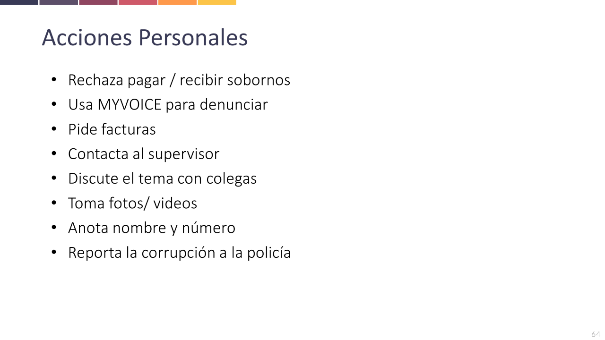 Acciones Personales
• Rechaza pagar / recibir sobornos
• Usa MYVOICE para denunciar
• Pide facturas
• Contacta al supervisor
• Discute el tema con colegas
• Toma fotos/ videos
• Anota nombre y número
• Reporta la corrupción a la policía
64